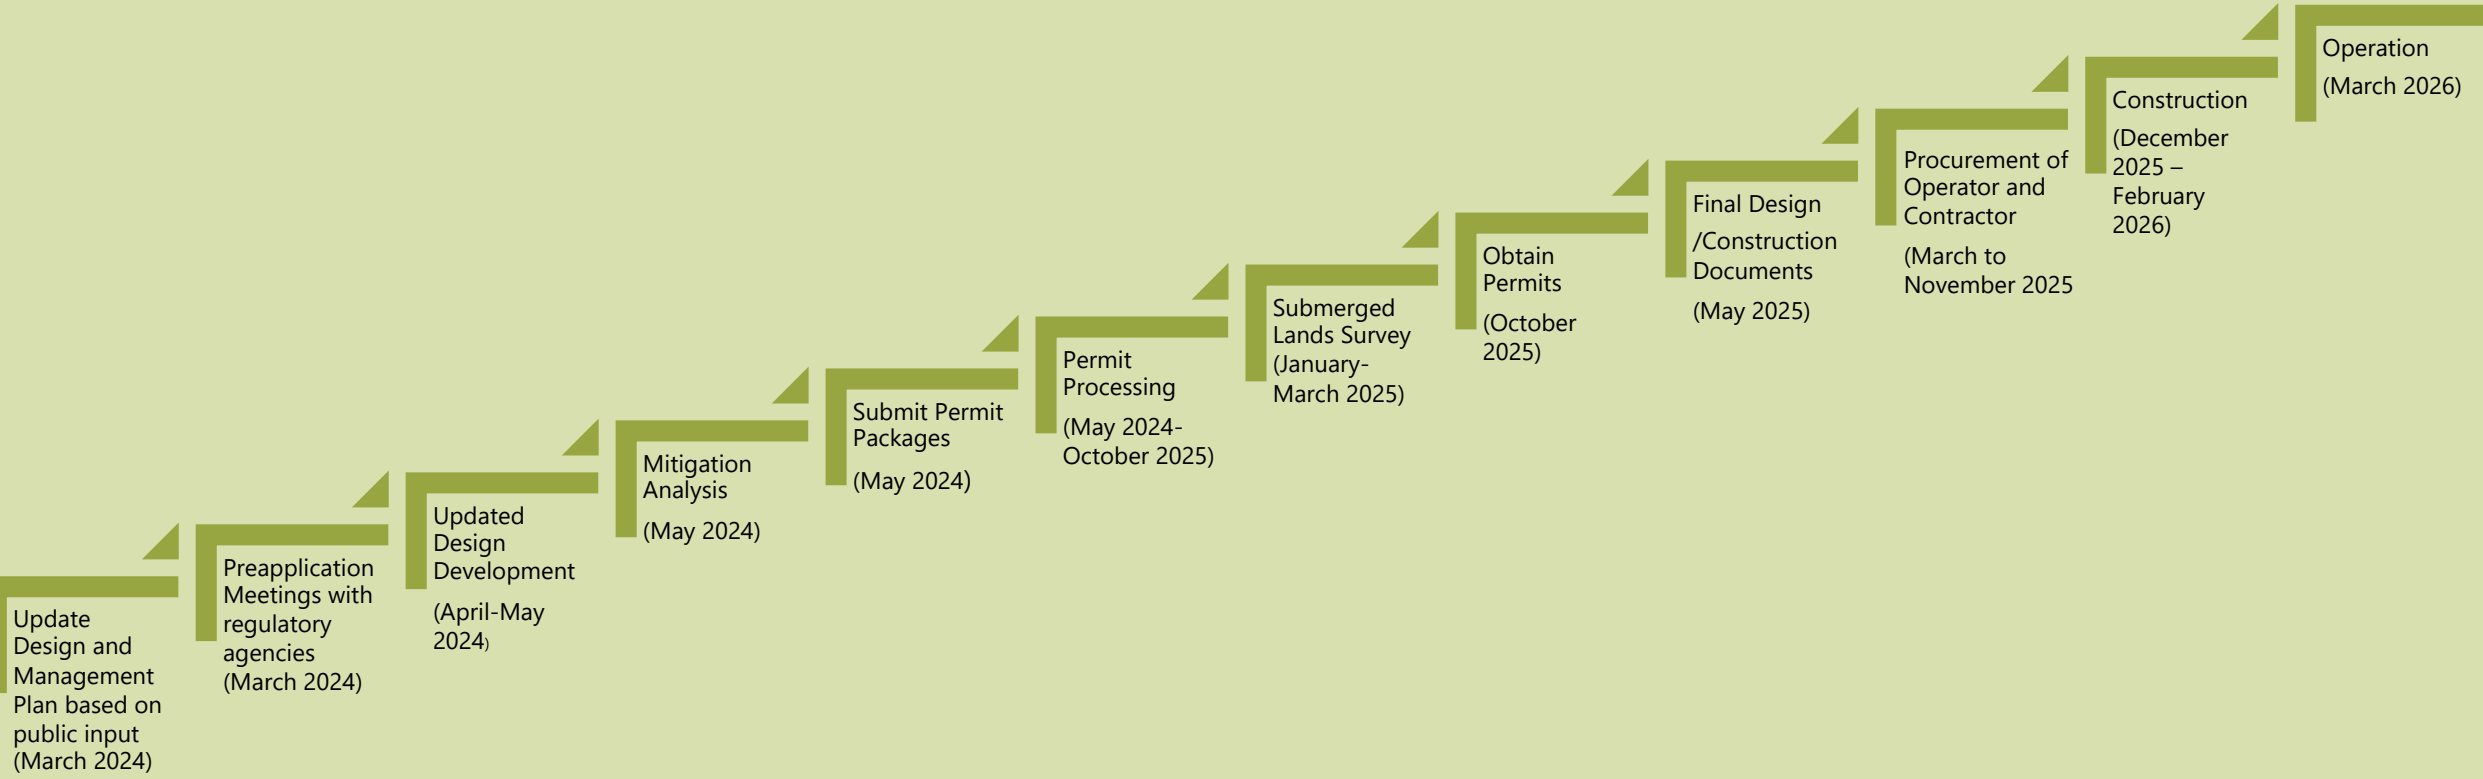 Update
Design and
Management
Plan based on
public input
(March 2024)
Preapplication
Meetings with
regulatory
agencies
(March 2024)
Updated
Design
Development
(April-May
2024)
Mitigation
Analysis
(May 2024)
Submit Permit
Packages
(May 2024)
Permit
Processing
(May 2024-
October 2025)
Submerged
Lands Survey
(January-
March 2025)
Obtain
Permits
(October
2025)
Final Design
/Construction
Documents
(May 2025)
Procurement of
Operator and
Contractor
(March to
November 2025
Construction
(December
2025 –
February
2026)
Operation
(March 2026)